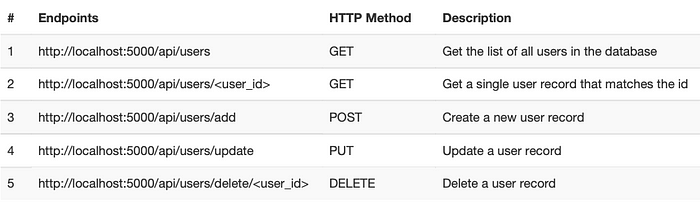 # Endpoints HTTP Method Description
1 http://localhost:5000/api/users GET Get the list of all users in the database
2 http://localhost:5000/api/users/<user_id> GET Get a single user record that matches the id
3 http://localhost:5000/api/users/add POST Create a new user record
4 http://localhost:5000/api/users/update PUT Update a user record
5 http://localhost:5000/api/users/delete/<user_id> DELETE Delete a user record